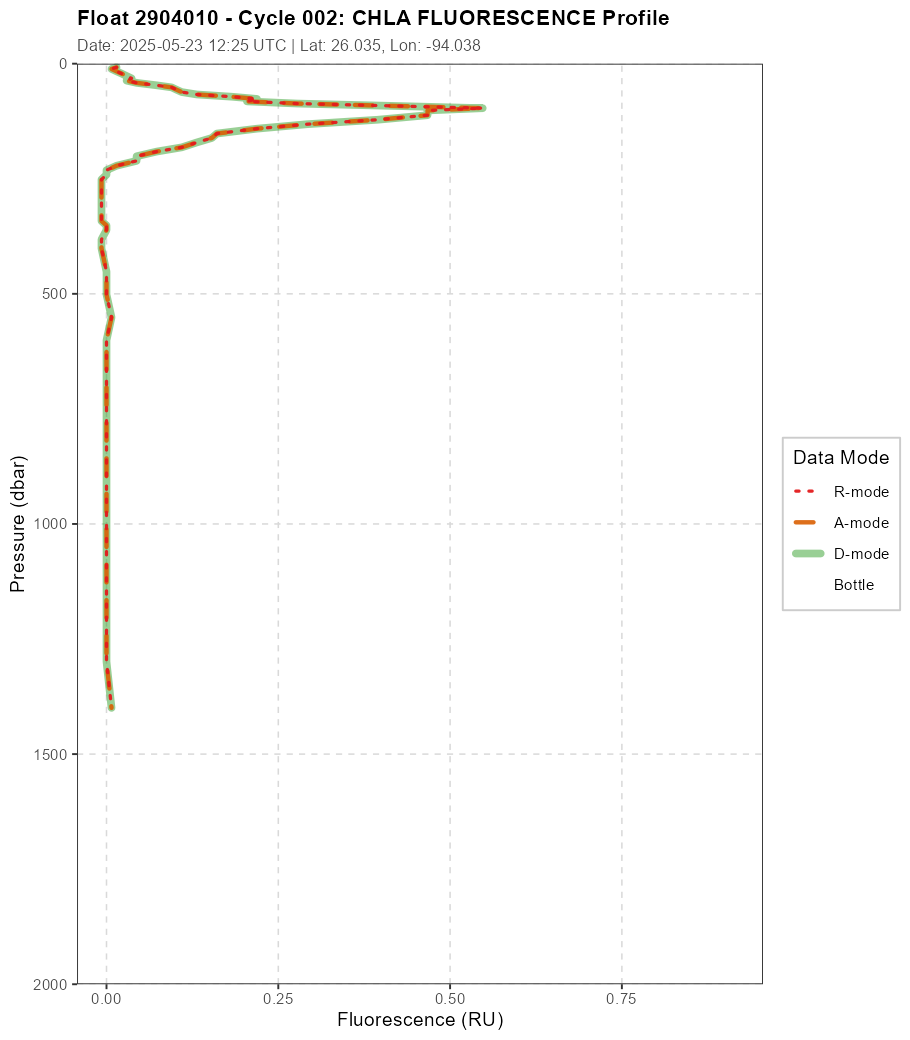 Float 2904010 - Cycle 002: CHLA FLUORESCENCE Profile
Date: 2025-05-23 12:25 UTC | Lat: 26.035, Lon: -94.038
0
500
1000
1500
2000
Pressure (dbar)
0.00 0.25 0.50 0.75
Fluorescence (RU)
Data Mode
R-mode
A-mode
D-mode
Bottle